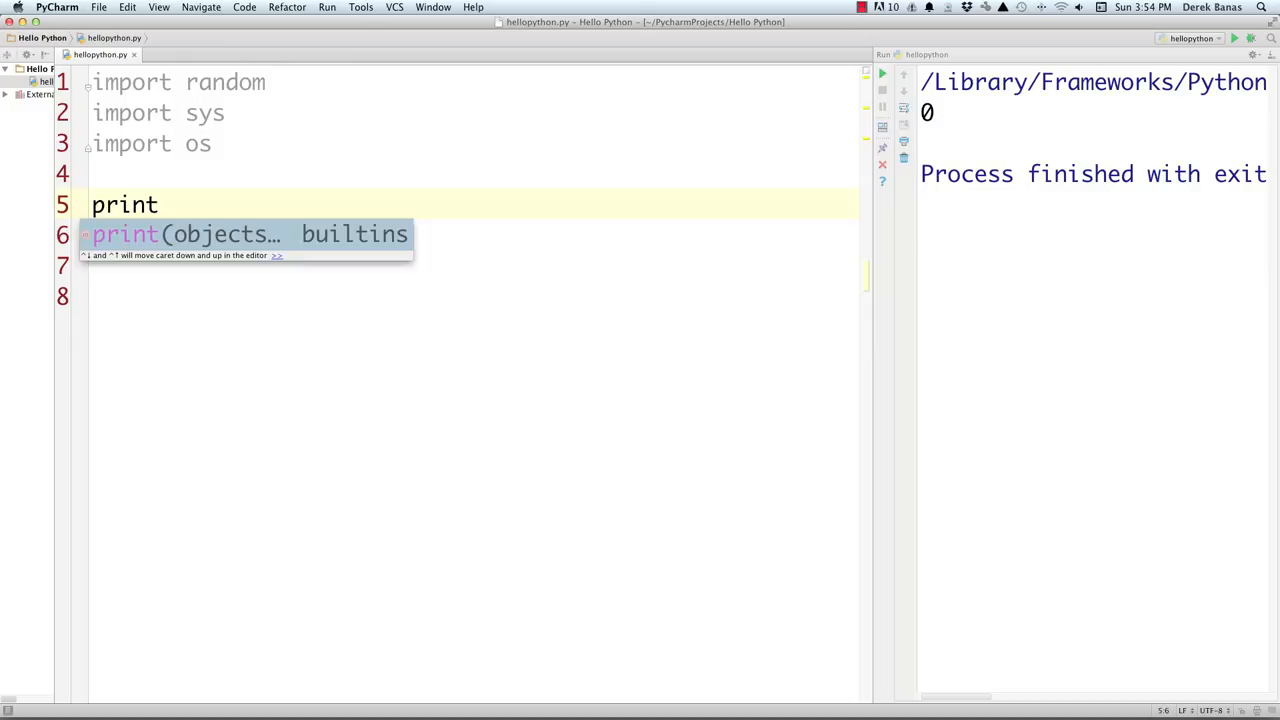 PyCharm File Edit View Navigate Code Refactor Run Tools VCS Window Help 10 Sun 3:54 PM Derek Banas
hellopython.py – Hello Python – [~/PycharmProjects/Hello Python]
Hello Python hellopython.py hellopython
hellopython.py Run hellopython
Hello P
hell
Externa
1 import random
2 import sys
3 import os
4
5 print
6
7
8
print(objects… builtins
^↓ and ^↑ will move caret down and up in the editor >>
/Library/Frameworks/Python
0
Process finished with exit
5:6 LF UTF-8